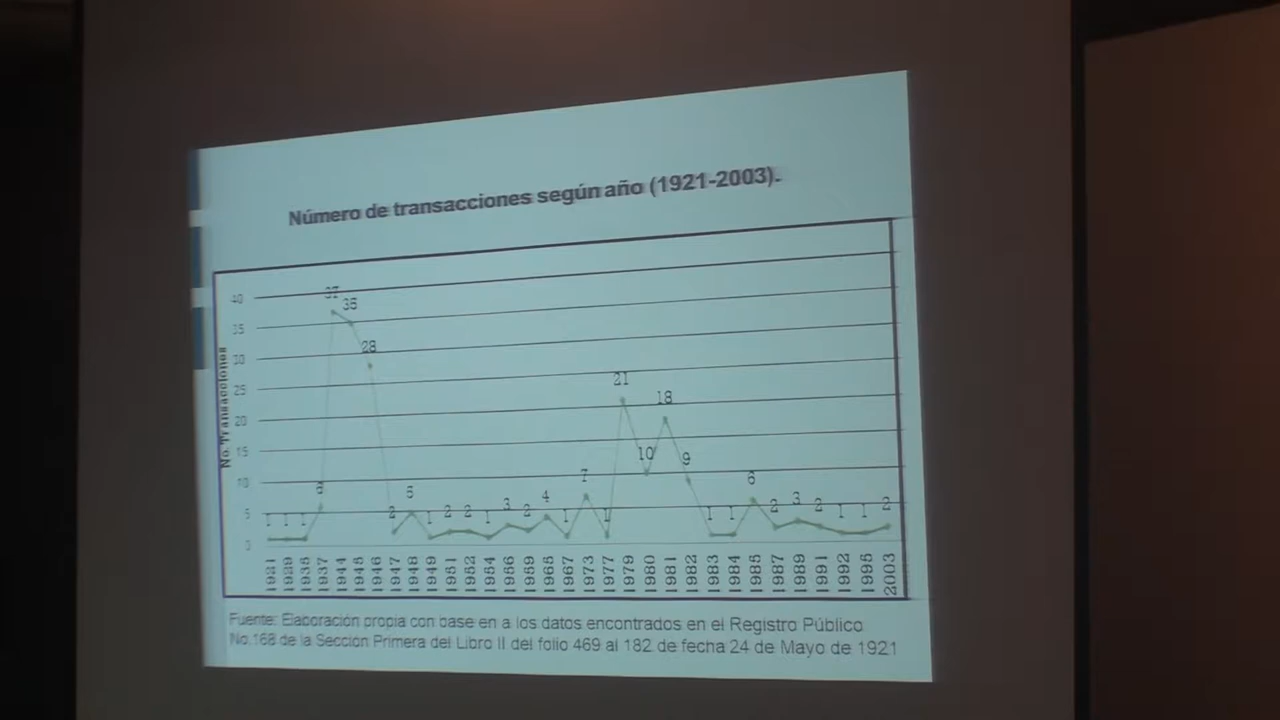 Número de transacciones según año (1921-2003).
No. Transacciones
40
35
30
25
20
15
10
5
0
1 1 1 6 37 35 28 2 5 1 2 2 1 3 2 4 1 7 1 21 10 18 9 1 1 6 2 3 2 1 1 2
1921 1929 1935 1937 1944 1945 1946 1947 1948 1949 1951 1952 1954 1956 1959 1965 1967 1973 1977 1979 1980 1981 1982 1983 1984 1985 1987 1989 1991 1992 1995 2003
Fuente: Elaboración propia con base en a los datos encontrados en el Registro Público
No.168 de la Sección Primera del Libro II del folio 469 al 182 de fecha 24 de Mayo de 1921